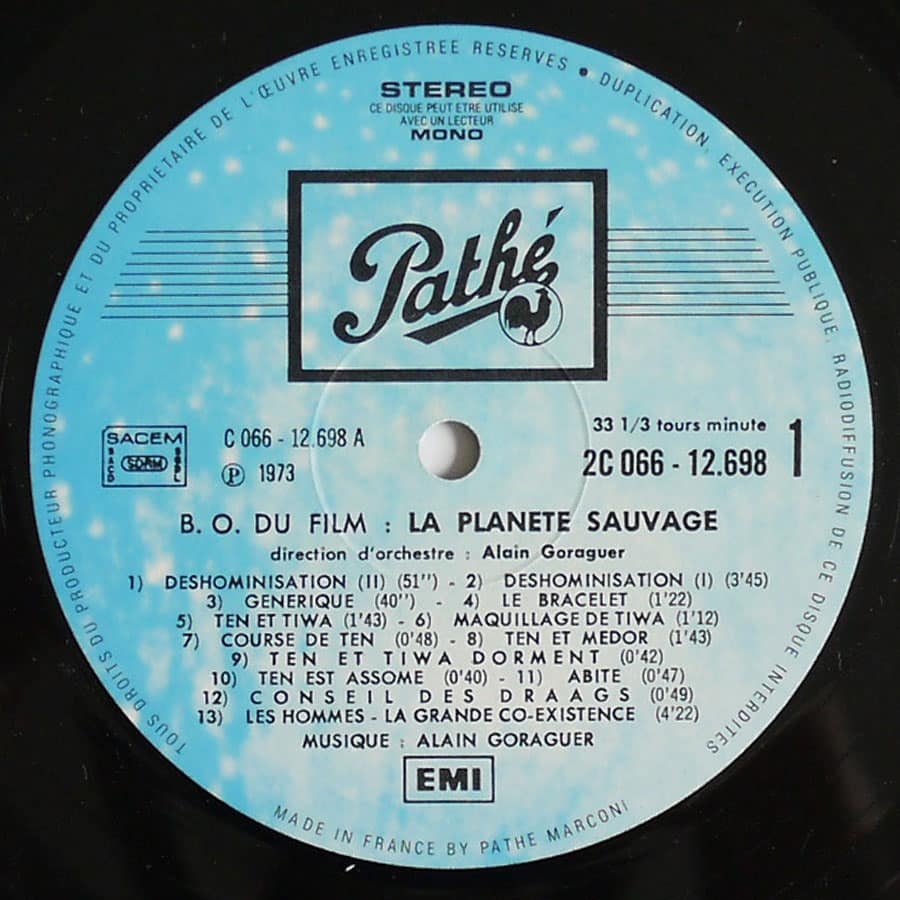 TOUS DROITS DU PRODUCTEUR PHONOGRAPHIQUE ET DU PROPRIETAIRE DE L'ŒUVRE ENREGISTREE RESERVES • DUPLICATION, EXECUTION PUBLIQUE, RADIODIFFUSION DE CE DISQUE INTERDITES
STEREO
CE DISQUE PEUT ETRE UTILISE
AVEC UN LECTEUR
MONO
Pathé
SACEM
SACD
SDRM
SGDL
C 066 - 12.698 A
Ⓟ 1973
33 1/3 tours minute
2C 066 - 12.698
1
B. O. DU FILM : LA PLANETE SAUVAGE
direction d'orchestre : Alain Goraguer
1) DESHOMINISATION (II) (51'') - 2) DESHOMINISATION (I) (3'45)
3) GENERIQUE (40'') - 4) LE BRACELET (1'22)
5) TEN ET TIWA (1'43) - 6) MAQUILLAGE DE TIWA (1'12)
7) COURSE DE TEN (0'48) - 8) TEN ET MEDOR (1'43)
9) TEN ET TIWA DORMENT (0'42)
10) TEN EST ASSOME (0'40) - 11) ABITE (0'47)
12) CONSEIL DES DRAAGS (0'49)
13) LES HOMMES - LA GRANDE CO-EXISTENCE (4'22)
MUSIQUE : ALAIN GORAGUER
EMI
MADE IN FRANCE BY PATHE MARCONI